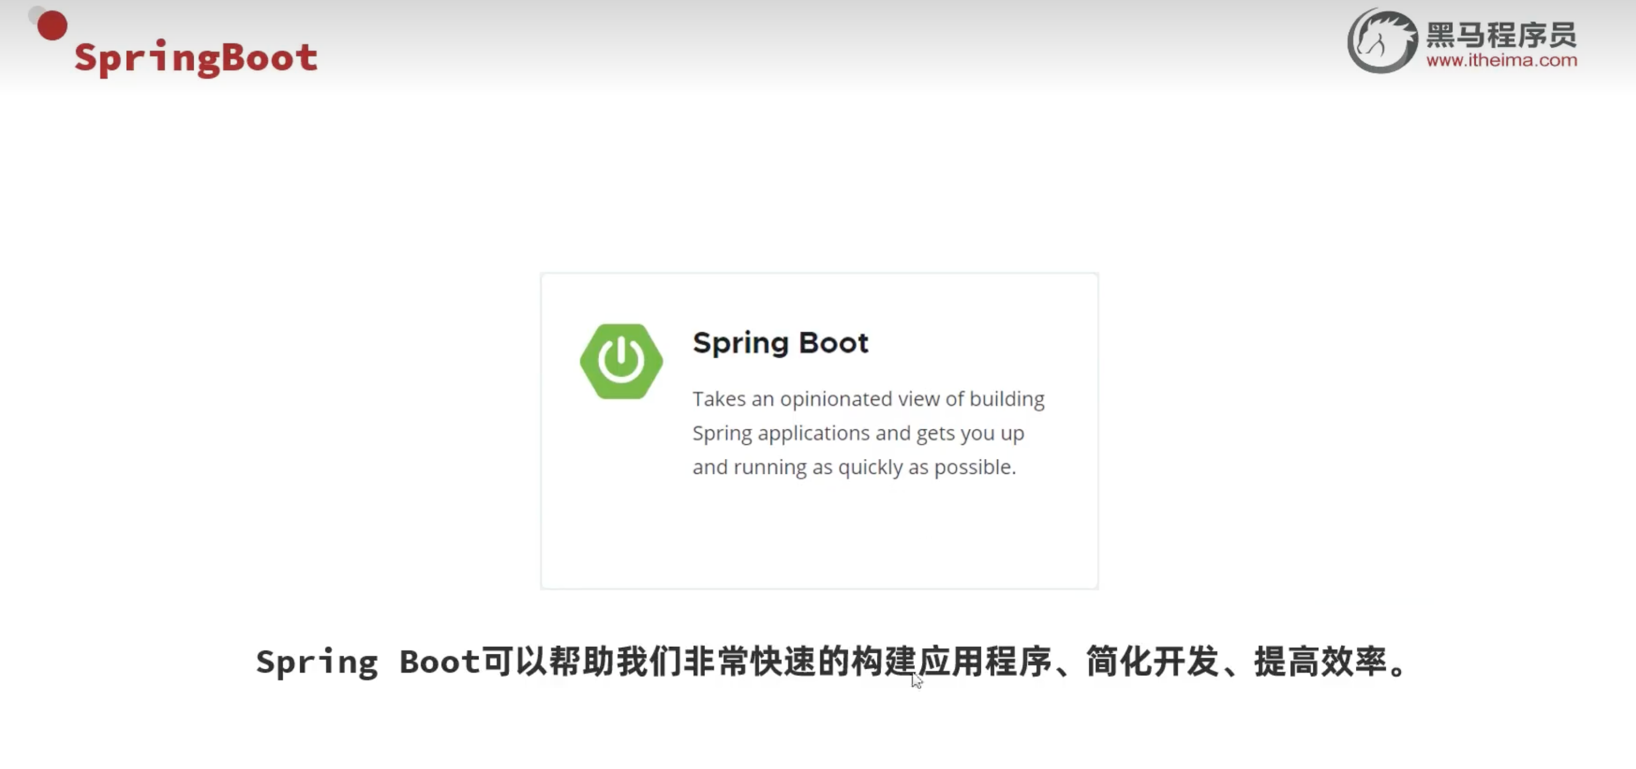 SpringBoot
黑马程序员
www.itheima.com
Spring Boot
Takes an opinionated view of building
Spring applications and gets you up
and running as quickly as possible.
Spring Boot可以帮助我们非常快速的构建应用程序、简化开发、提高效率。